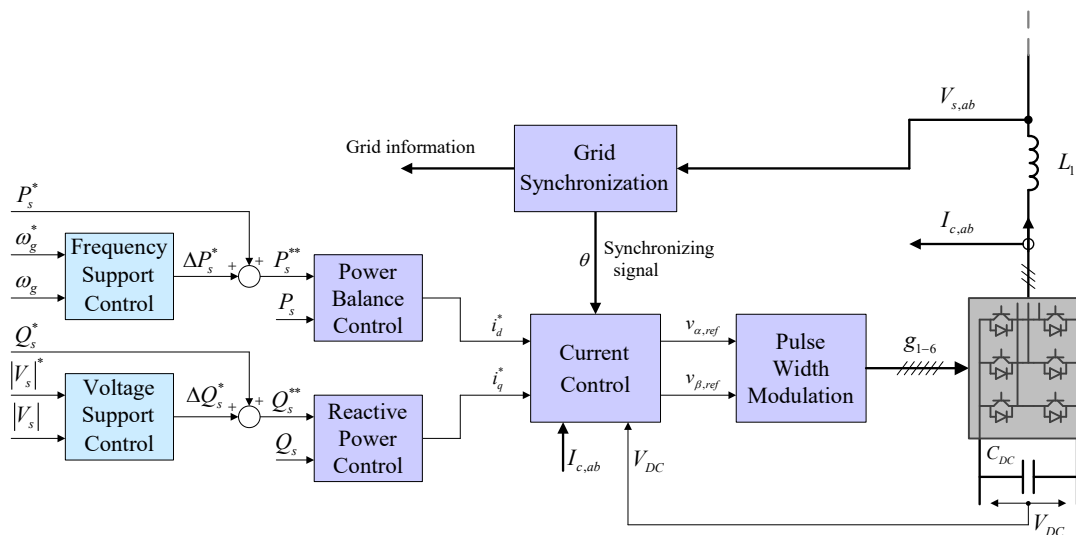 V_{s,ab}
Grid information
Grid
Synchronization
L_1
P_s^*
I_{c,ab}
ω_g^*
Frequency
Support
Control
ΔP_s^*
+
+
P_s^{**}
Power
Balance
Control
θ
Synchronizing
signal
ω_g
P_s
Q_s^*
i_d^*
Current
Control
v_{α,ref}
Pulse
Width
Modulation
g_{1-6}
|V_s|^*
Voltage
Support
Control
ΔQ_s^*
+
+
Q_s^{**}
i_q^*
v_{β,ref}
|V_s|
Reactive
Power
Control
Q_s
I_{c,ab}
V_{DC}
C_{DC}
V_{DC}